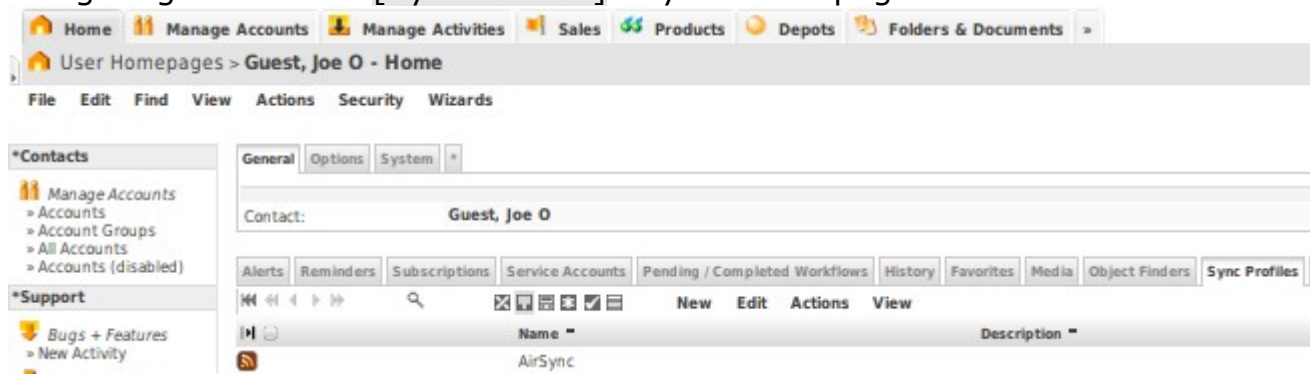 Home Manage Accounts Manage Activities Sales Products Depots Folders & Documents »
User Homepages > Guest, Joe O - Home
File Edit Find View Actions Security Wizards
*Contacts
Manage Accounts
» Accounts
» Account Groups
» All Accounts
» Accounts (disabled)
*Support
Bugs + Features
» New Activity
General Options System *
Contact: Guest, Joe O
Alerts Reminders Subscriptions Service Accounts Pending / Completed Workflows History Favorites Media Object Finders Sync Profiles
New Edit Actions View
Name Description
AirSync